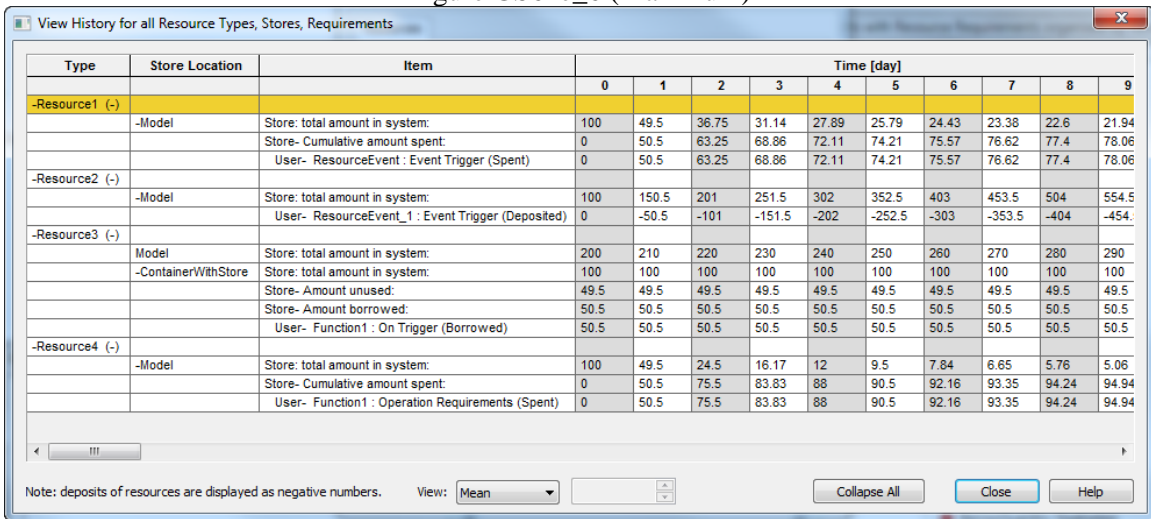 View History for all Resource Types, Stores, Requirements
Type Store Location Item Time [day]
0 1 2 3 4 5 6 7 8 9
-Resource1 (-)
-Model Store: total amount in system: 100 49.5 36.75 31.14 27.89 25.79 24.43 23.38 22.6 21.94
Store- Cumulative amount spent: 0 50.5 63.25 68.86 72.11 74.21 75.57 76.62 77.4 78.06
User- ResourceEvent : Event Trigger (Spent) 0 50.5 63.25 68.86 72.11 74.21 75.57 76.62 77.4 78.06
-Resource2 (-)
-Model Store: total amount in system: 100 150.5 201 251.5 302 352.5 403 453.5 504 554.5
User- ResourceEvent_1 : Event Trigger (Deposited) 0 -50.5 -101 -151.5 -202 -252.5 -303 -353.5 -404 -454.
-Resource3 (-)
Model Store: total amount in system: 200 210 220 230 240 250 260 270 280 290
-ContainerWithStore Store: total amount in system: 100 100 100 100 100 100 100 100 100 100
Store- Amount unused: 49.5 49.5 49.5 49.5 49.5 49.5 49.5 49.5 49.5 49.5
Store- Amount borrowed: 50.5 50.5 50.5 50.5 50.5 50.5 50.5 50.5 50.5 50.5
User- Function1 : On Trigger (Borrowed) 50.5 50.5 50.5 50.5 50.5 50.5 50.5 50.5 50.5 50.5
-Resource4 (-)
-Model Store: total amount in system: 100 49.5 24.5 16.17 12 9.5 7.84 6.65 5.76 5.06
Store- Cumulative amount spent: 0 50.5 75.5 83.83 88 90.5 92.16 93.35 94.24 94.94
User- Function1 : Operation Requirements (Spent) 0 50.5 75.5 83.83 88 90.5 92.16 93.35 94.24 94.94
Note: deposits of resources are displayed as negative numbers. View: Mean Collapse All Close Help